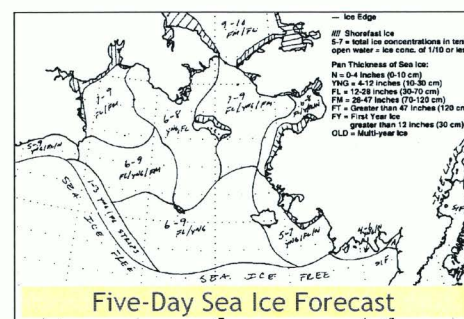 — Ice Edge
//// Shorefast Ice
5-7 = total ice concentrations in ten
open water = ice conc. of 1/10 or le
Pan Thickness of Sea Ice:
N = 0-4 inches (0-10 cm)
YNG = 4-12 inches (10-30 cm)
FL = 12-28 inches (30-70 cm)
FM = 28-47 inches (70-120 cm)
FT = Greater than 47 inches (120 cm
FY = First Year Ice
greater than 12 inches (30 cm)
OLD = Multi-year Ice
9-10
FM/FL
7-9
FL/FM
6-8
YNG/FL
7-9
FL/YNG/FM
6-9
FL/YNG/FM
6-9
FL/YNG
5-7
YNG/FL/N
SEA ICE FREE
SEA ICE FREE
Five-Day Sea Ice Forecast